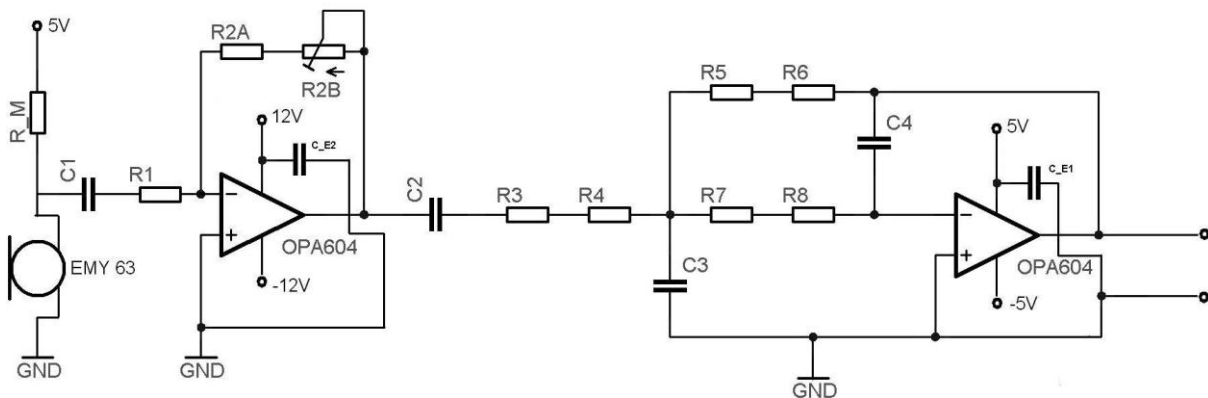 5V
R_M
C1
R1
R2A
R2B
12V
C_E2
OPA604
-12V
EMY 63
GND
GND
C2
R3
R4
R5
R6
C4
R7
R8
C3
5V
C_E1
OPA604
-5V
GND